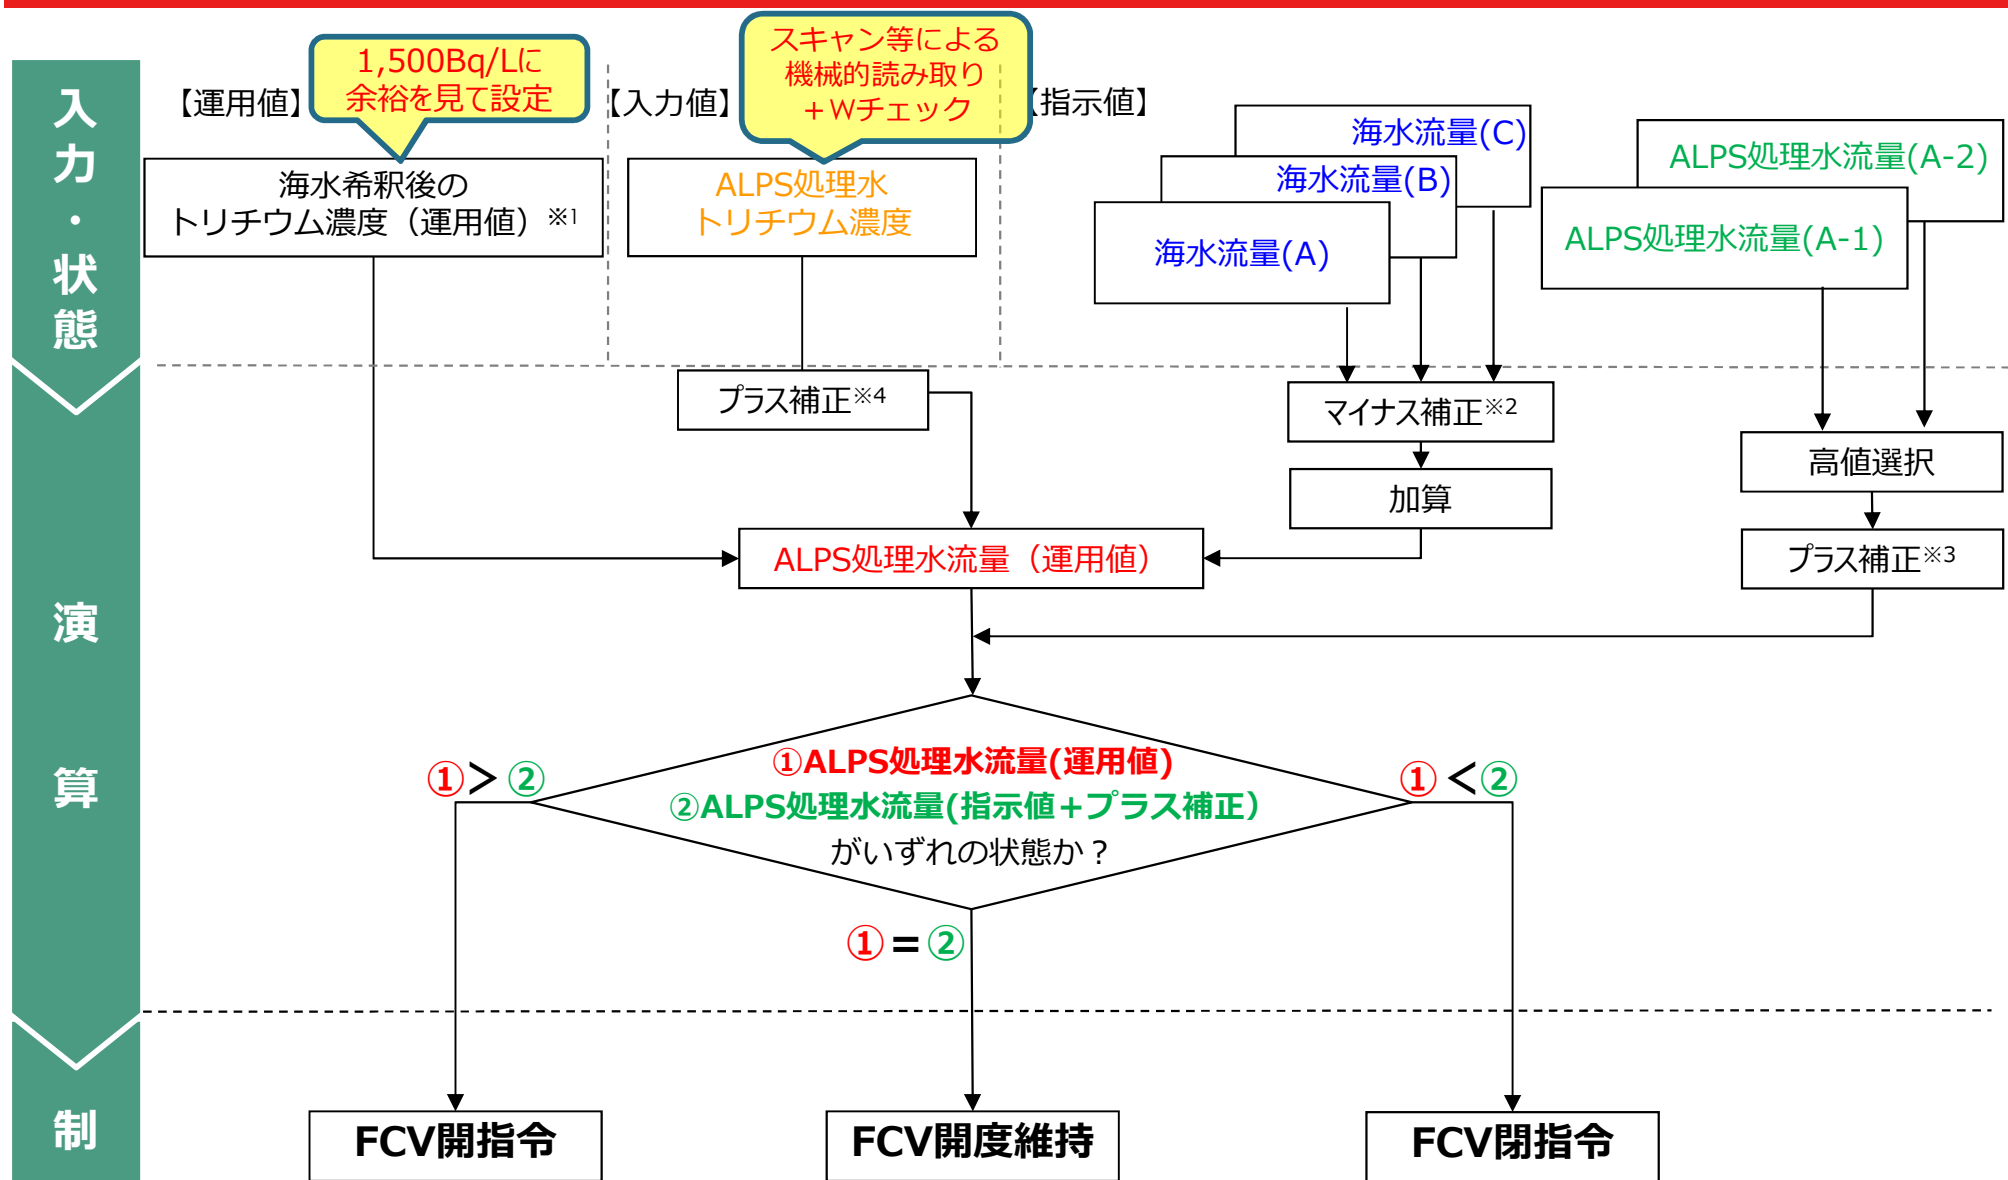 入
力
・
状
態
演
算
制
【運用値】
1,500Bq/Lに
余裕を見て設定
【入力値】
スキャン等による
機械的読み取り
＋Wチェック
【指示値】
海水希釈後の
トリチウム濃度（運用値）※1
ALPS処理水
トリチウム濃度
海水流量(C)
海水流量(B)
海水流量(A)
ALPS処理水流量(A-2)
ALPS処理水流量(A-1)
プラス補正※4
マイナス補正※2
加算
高値選択
プラス補正※3
ALPS処理水流量（運用値）
①ALPS処理水流量(運用値)
②ALPS処理水流量(指示値＋プラス補正）
がいずれの状態か？
①＞②
①＜②
①＝②
FCV開指令
FCV開度維持
FCV閉指令